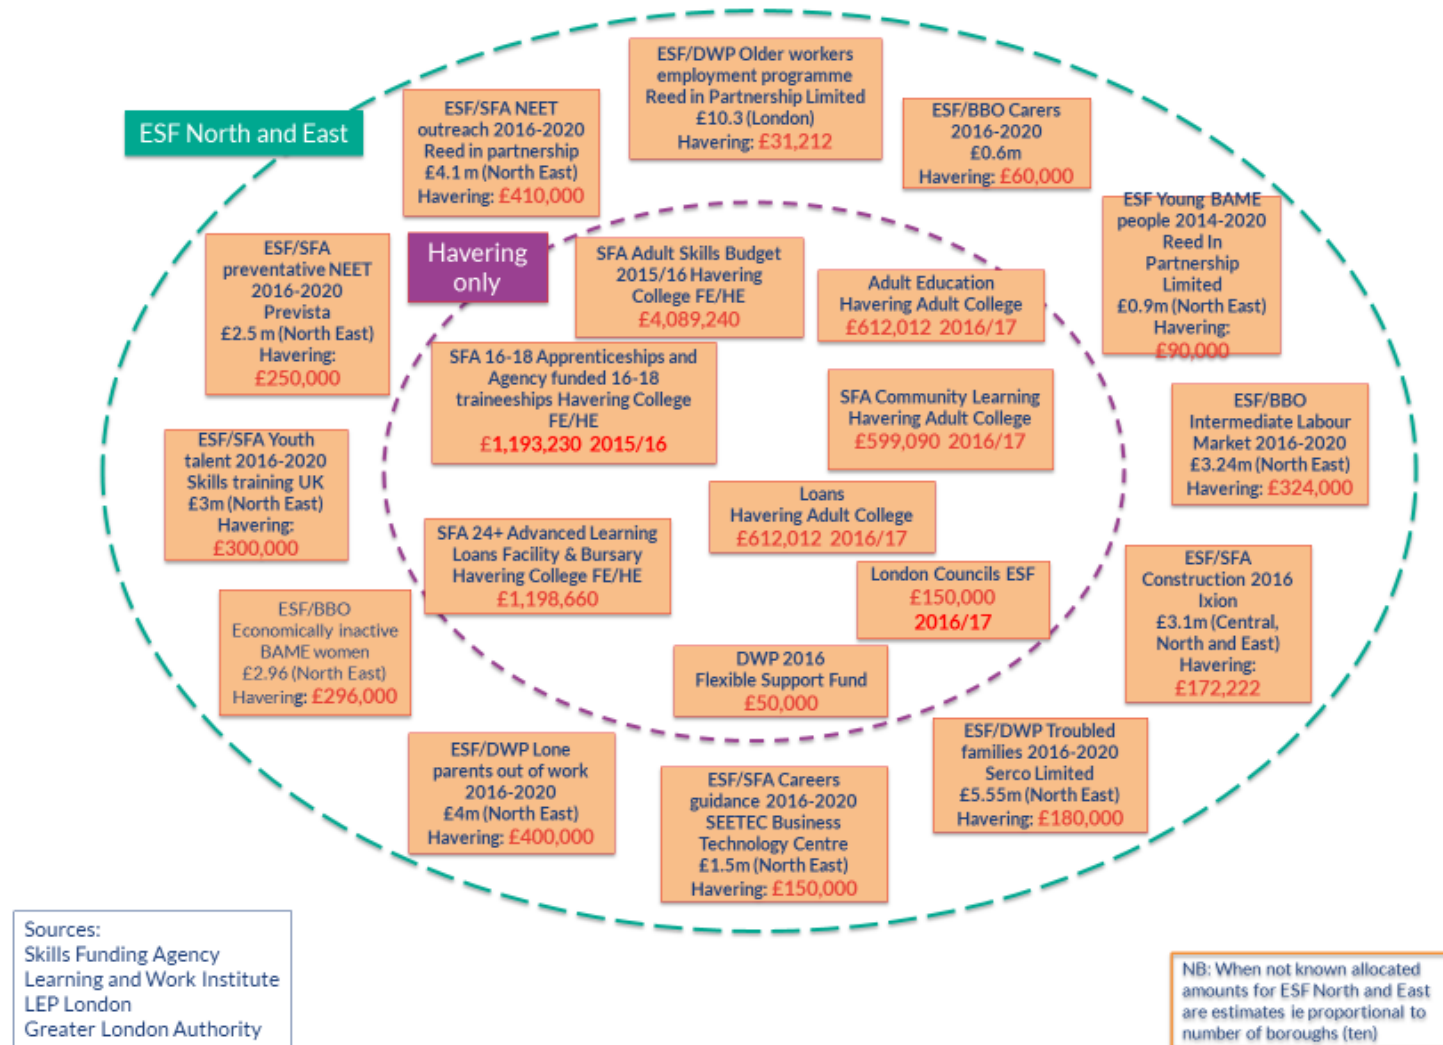 ESF North and East
ESF/SFA NEET
outreach 2016-2020
Reed in partnership
£4.1 m (North East)
Havering: £410,000
ESF/DWP Older workers
employment programme
Reed in Partnership Limited
£10.3 (London)
Havering: £31,212
ESF/BBO Carers
2016-2020
£0.6m
Havering: £60,000
ESF Young BAME
people 2014-2020
Reed In
Partnership
Limited
£0.9m (North East)
Havering:
£90,000
ESF/SFA
preventative NEET
2016-2020
Prevista
£2.5 m (North East)
Havering:
£250,000
Havering
only
SFA Adult Skills Budget
2015/16 Havering
College FE/HE
£4,089,240
Adult Education
Havering Adult College
£612,012 2016/17
SFA 16-18 Apprenticeships and
Agency funded 16-18
traineeships Havering College
FE/HE
£1,193,230 2015/16
SFA Community Learning
Havering Adult College
£599,090 2016/17
ESF/BBO
Intermediate Labour
Market 2016-2020
£3.24m (North East)
Havering: £324,000
ESF/SFA Youth
talent 2016-2020
Skills training UK
£3m (North East)
Havering:
£300,000
Loans
Havering Adult College
£612,012 2016/17
SFA 24+ Advanced Learning
Loans Facility & Bursary
Havering College FE/HE
£1,198,660
London Councils ESF
£150,000
2016/17
ESF/SFA
Construction 2016
Ixion
£3.1m (Central,
North and East)
Havering:
£172,222
ESF/BBO
Economically inactive
BAME women
£2.96 (North East)
Havering: £296,000
DWP 2016
Flexible Support Fund
£50,000
ESF/DWP Lone
parents out of work
2016-2020
£4m (North East)
Havering: £400,000
ESF/SFA Careers
guidance 2016-2020
SEETEC Business
Technology Centre
£1.5m (North East)
Havering: £150,000
ESF/DWP Troubled
families 2016-2020
Serco Limited
£5.55m (North East)
Havering: £180,000
Sources:
Skills Funding Agency
Learning and Work Institute
LEP London
Greater London Authority
NB: When not known allocated
amounts for ESF North and East
are estimates ie proportional to
number of boroughs (ten)